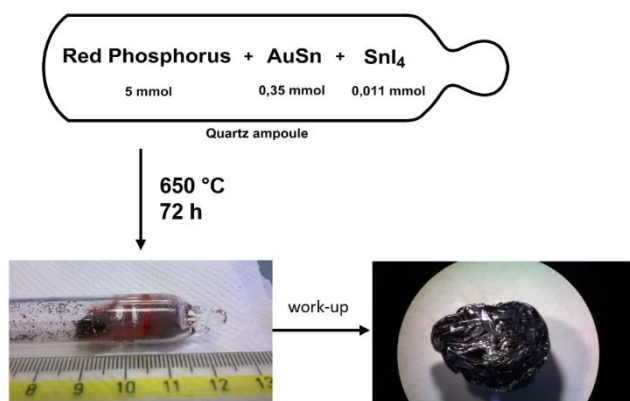 Red Phosphorus + AuSn + SnI₄
5 mmol 0,35 mmol 0,011 mmol
Quartz ampoule
650 °C
72 h
work-up
8 9 10 11 12 13